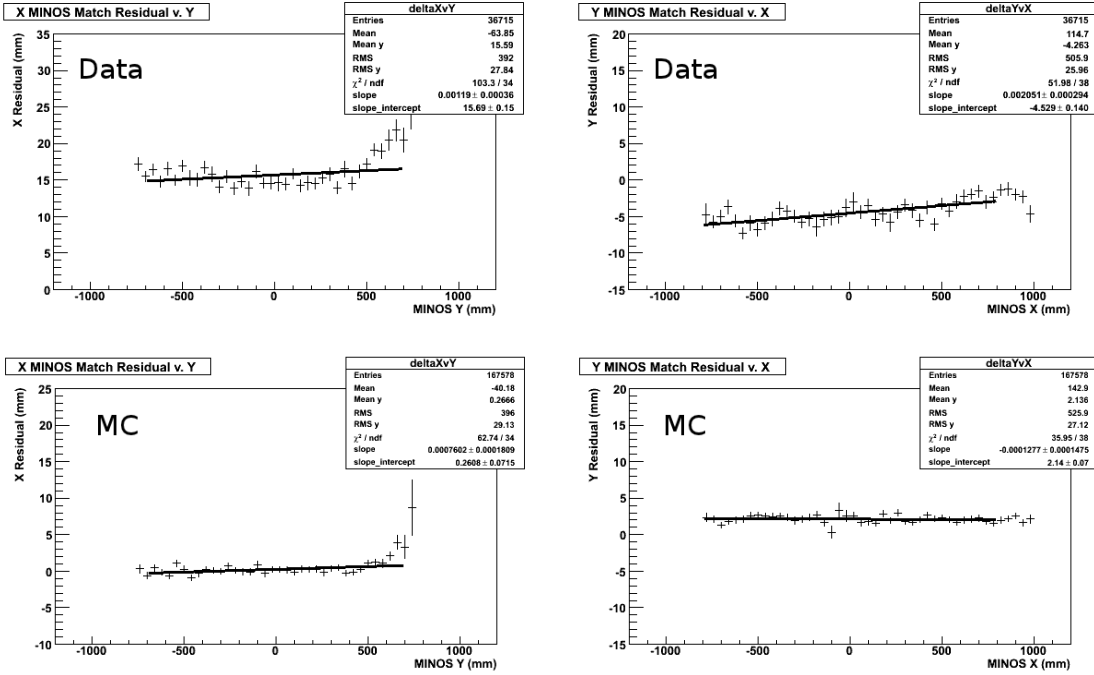 X MINOS Match Residual v. Y
deltaXvY
Entries 36715
Mean -63.85
Mean y 15.59
RMS 392
RMS y 27.84
χ² / ndf 103.3 / 34
slope 0.00119 ± 0.00036
slope_intercept 15.69 ± 0.15
Data
X Residual (mm)
35
30
25
20
15
10
5
0
-1000 -500 0 500 1000
MINOS Y (mm)
Y MINOS Match Residual v. X
deltaYvX
Entries 36715
Mean 114.7
Mean y -4.263
RMS 505.9
RMS y 25.96
χ² / ndf 51.98 / 38
slope 0.002051 ± 0.000294
slope_intercept -4.529 ± 0.140
Data
Y Residual (mm)
20
15
10
5
0
-5
-10
-15
-1000 -500 0 500 1000
MINOS X (mm)
X MINOS Match Residual v. Y
deltaXvY
Entries 167578
Mean -40.18
Mean y 0.2666
RMS 396
RMS y 29.13
χ² / ndf 62.74 / 34
slope 0.0007602 ± 0.0001809
slope_intercept 0.2608 ± 0.0715
MC
X Residual (mm)
25
20
15
10
5
0
-5
-10
-1000 -500 0 500 1000
MINOS Y (mm)
Y MINOS Match Residual v. X
deltaYvX
Entries 167578
Mean 142.9
Mean y 2.136
RMS 525.9
RMS y 27.12
χ² / ndf 35.95 / 38
slope -0.0001277 ± 0.0001475
slope_intercept 2.14 ± 0.07
MC
Y Residual (mm)
20
15
10
5
0
-5
-10
-15
-1000 -500 0 500 1000
MINOS X (mm)